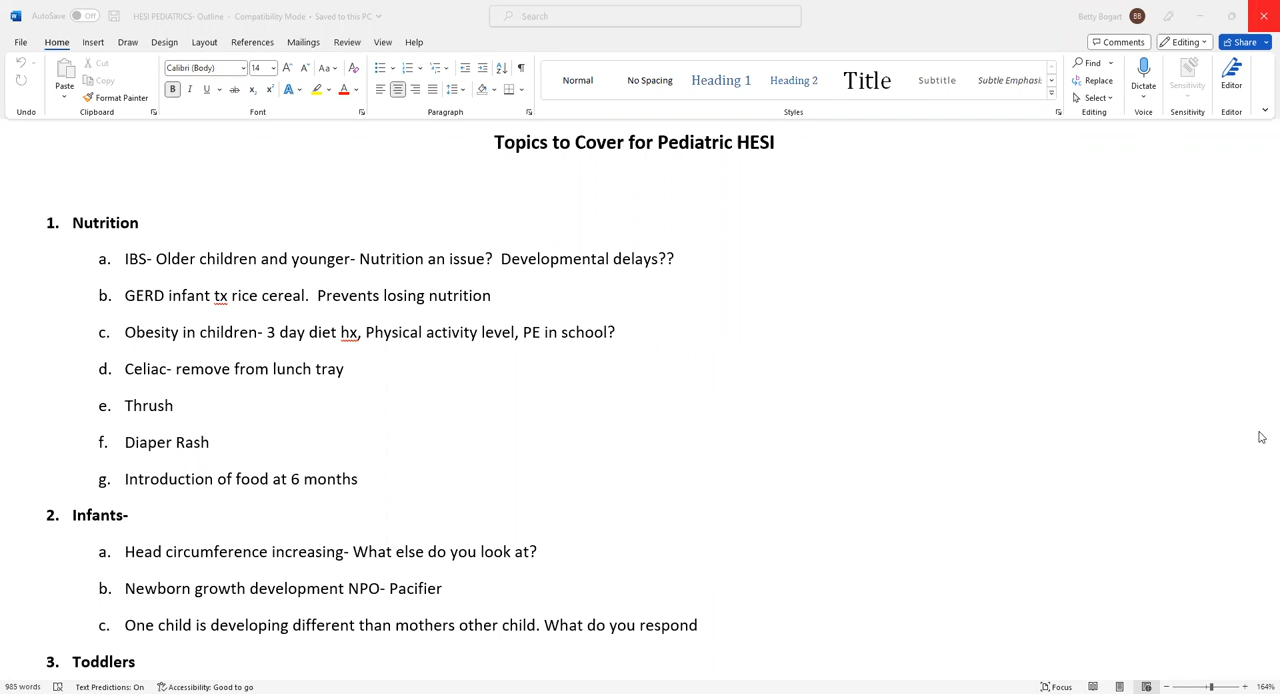 AutoSave Off HESI PEDIATRICS- Outline - Compatibility Mode • Saved to this PC Search Betty Bogart BB
File Home Insert Draw Design Layout References Mailings Review View Help Comments Editing Share
Paste Cut Copy Format Painter
Calibri (Body) 14 Aa
B I U ab x₂ x² A A
Normal No Spacing Heading 1 Heading 2 Title Subtitle Subtle Emphasis
Find Replace Select Dictate Sensitivity Editor
Undo Clipboard Font Paragraph Styles Editing Voice Sensitivity Editor
Topics to Cover for Pediatric HESI
1. Nutrition
a. IBS- Older children and younger- Nutrition an issue? Developmental delays??
b. GERD infant tx rice cereal. Prevents losing nutrition
c. Obesity in children- 3 day diet hx, Physical activity level, PE in school?
d. Celiac- remove from lunch tray
e. Thrush
f. Diaper Rash
g. Introduction of food at 6 months
2. Infants-
a. Head circumference increasing- What else do you look at?
b. Newborn growth development NPO- Pacifier
c. One child is developing different than mothers other child. What do you respond
3. Toddlers
985 words Text Predictions: On Accessibility: Good to go Focus 164%